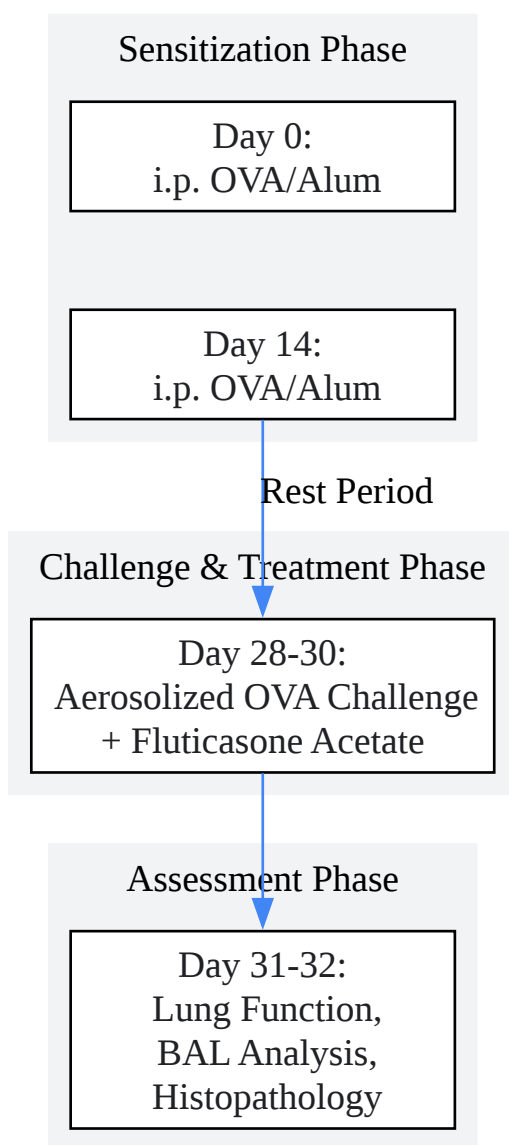 Sensitization Phase
Day 0:
i.p. OVA/Alum
Day 14:
i.p. OVA/Alum
Rest Period
Challenge & Treatment Phase
Day 28-30:
Aerosolized OVA Challenge
+ Fluticasone Acetate
Assessment Phase
Day 31-32:
Lung Function,
BAL Analysis,
Histopathology